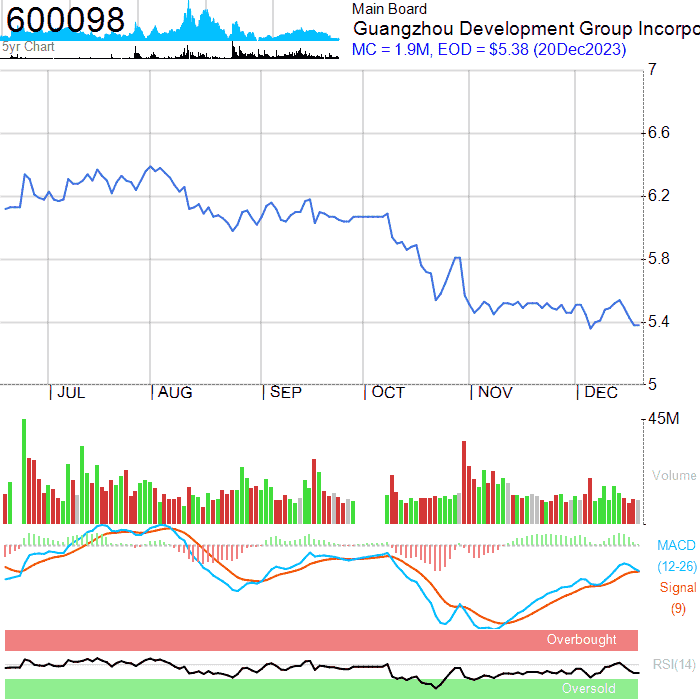 600098
5yr Chart
Main Board
Guangzhou Development Group Incorpo
MC = 1.9M, EOD = $5.38 (20Dec2023)
7
6.6
6.2
5.8
5.4
5
JUL
AUG
SEP
OCT
NOV
DEC
45M
Volume
MACD
(12-26)
Signal
(9)
Overbought
RSI(14)
Oversold